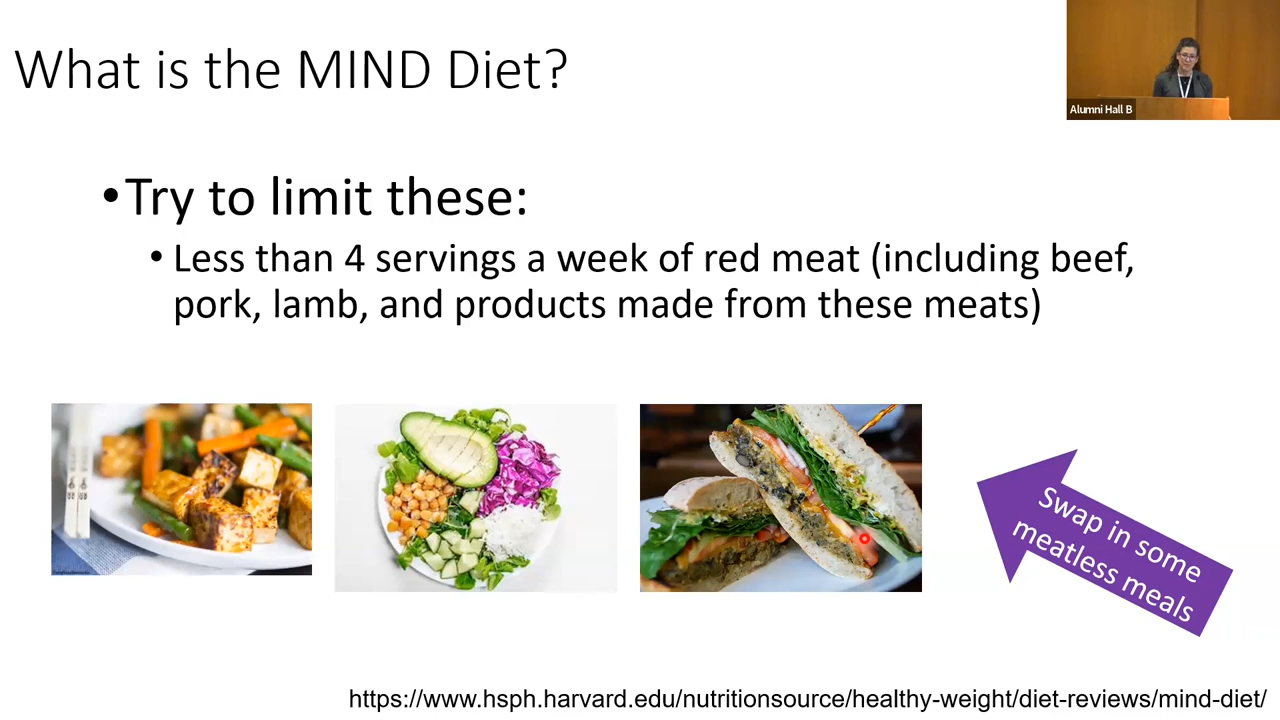 What is the MIND Diet?
Alumni Hall B
•Try to limit these:
• Less than 4 servings a week of red meat (including beef,
pork, lamb, and products made from these meats)
Swap in some
meatless meals
https://www.hsph.harvard.edu/nutritionsource/healthy-weight/diet-reviews/mind-diet/